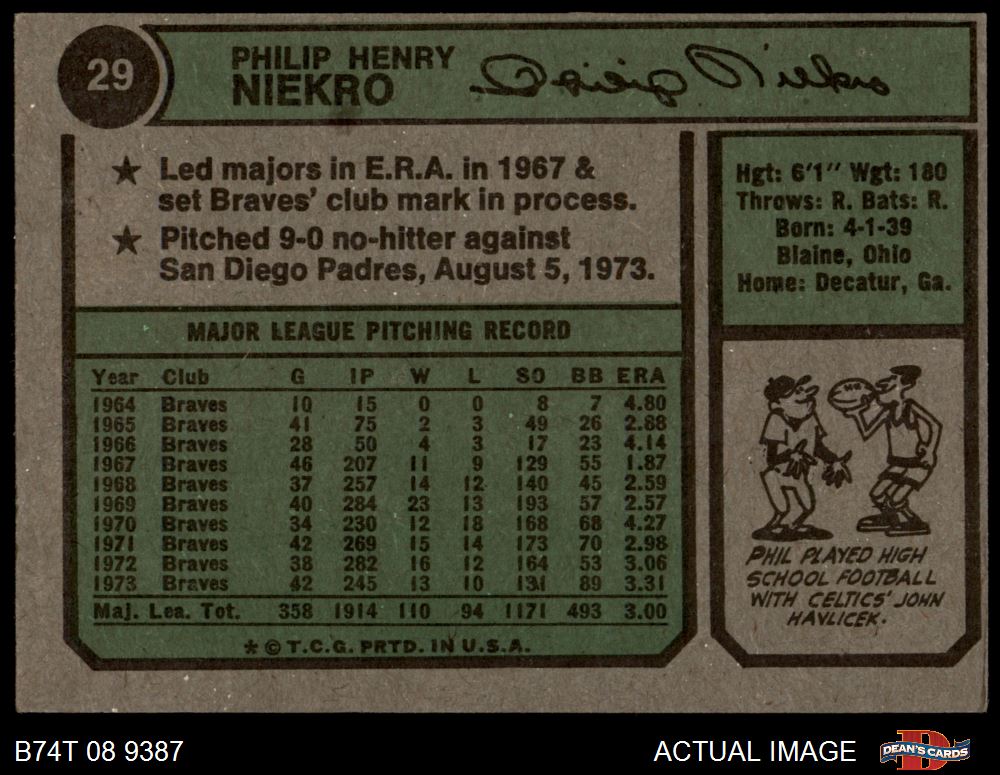 29
PHILIP HENRY
NIEKRO
Phillip Niekro
★ Led majors in E.R.A. in 1967 &
set Braves' club mark in process.
★ Pitched 9-0 no-hitter against
San Diego Padres, August 5, 1973.
Hgt: 6'1" Wgt: 180
Throws: R. Bats: R.
Born: 4-1-39
Blaine, Ohio
Home: Decatur, Ga.
MAJOR LEAGUE PITCHING RECORD
Year Club G IP W L SO BB ERA
1964 Braves 10 15 0 0 8 7 4.80
1965 Braves 41 75 2 3 49 26 2.88
1966 Braves 28 50 4 3 17 23 4.14
1967 Braves 46 207 11 9 129 55 1.87
1968 Braves 37 257 14 12 140 45 2.59
1969 Braves 40 284 23 13 193 57 2.57
1970 Braves 34 230 12 18 168 68 4.27
1971 Braves 42 269 15 14 173 70 2.98
1972 Braves 38 282 16 12 164 53 3.06
1973 Braves 42 245 13 10 131 89 3.31
Maj. Lea. Tot. 358 1914 110 94 1171 493 3.00
* © T.C.G. PRTD. IN U.S.A.
PHIL PLAYED HIGH
SCHOOL FOOTBALL
WITH CELTICS' JOHN
HAVLICEK.
B74T 08 9387
ACTUAL IMAGE
DEAN'S CARDS